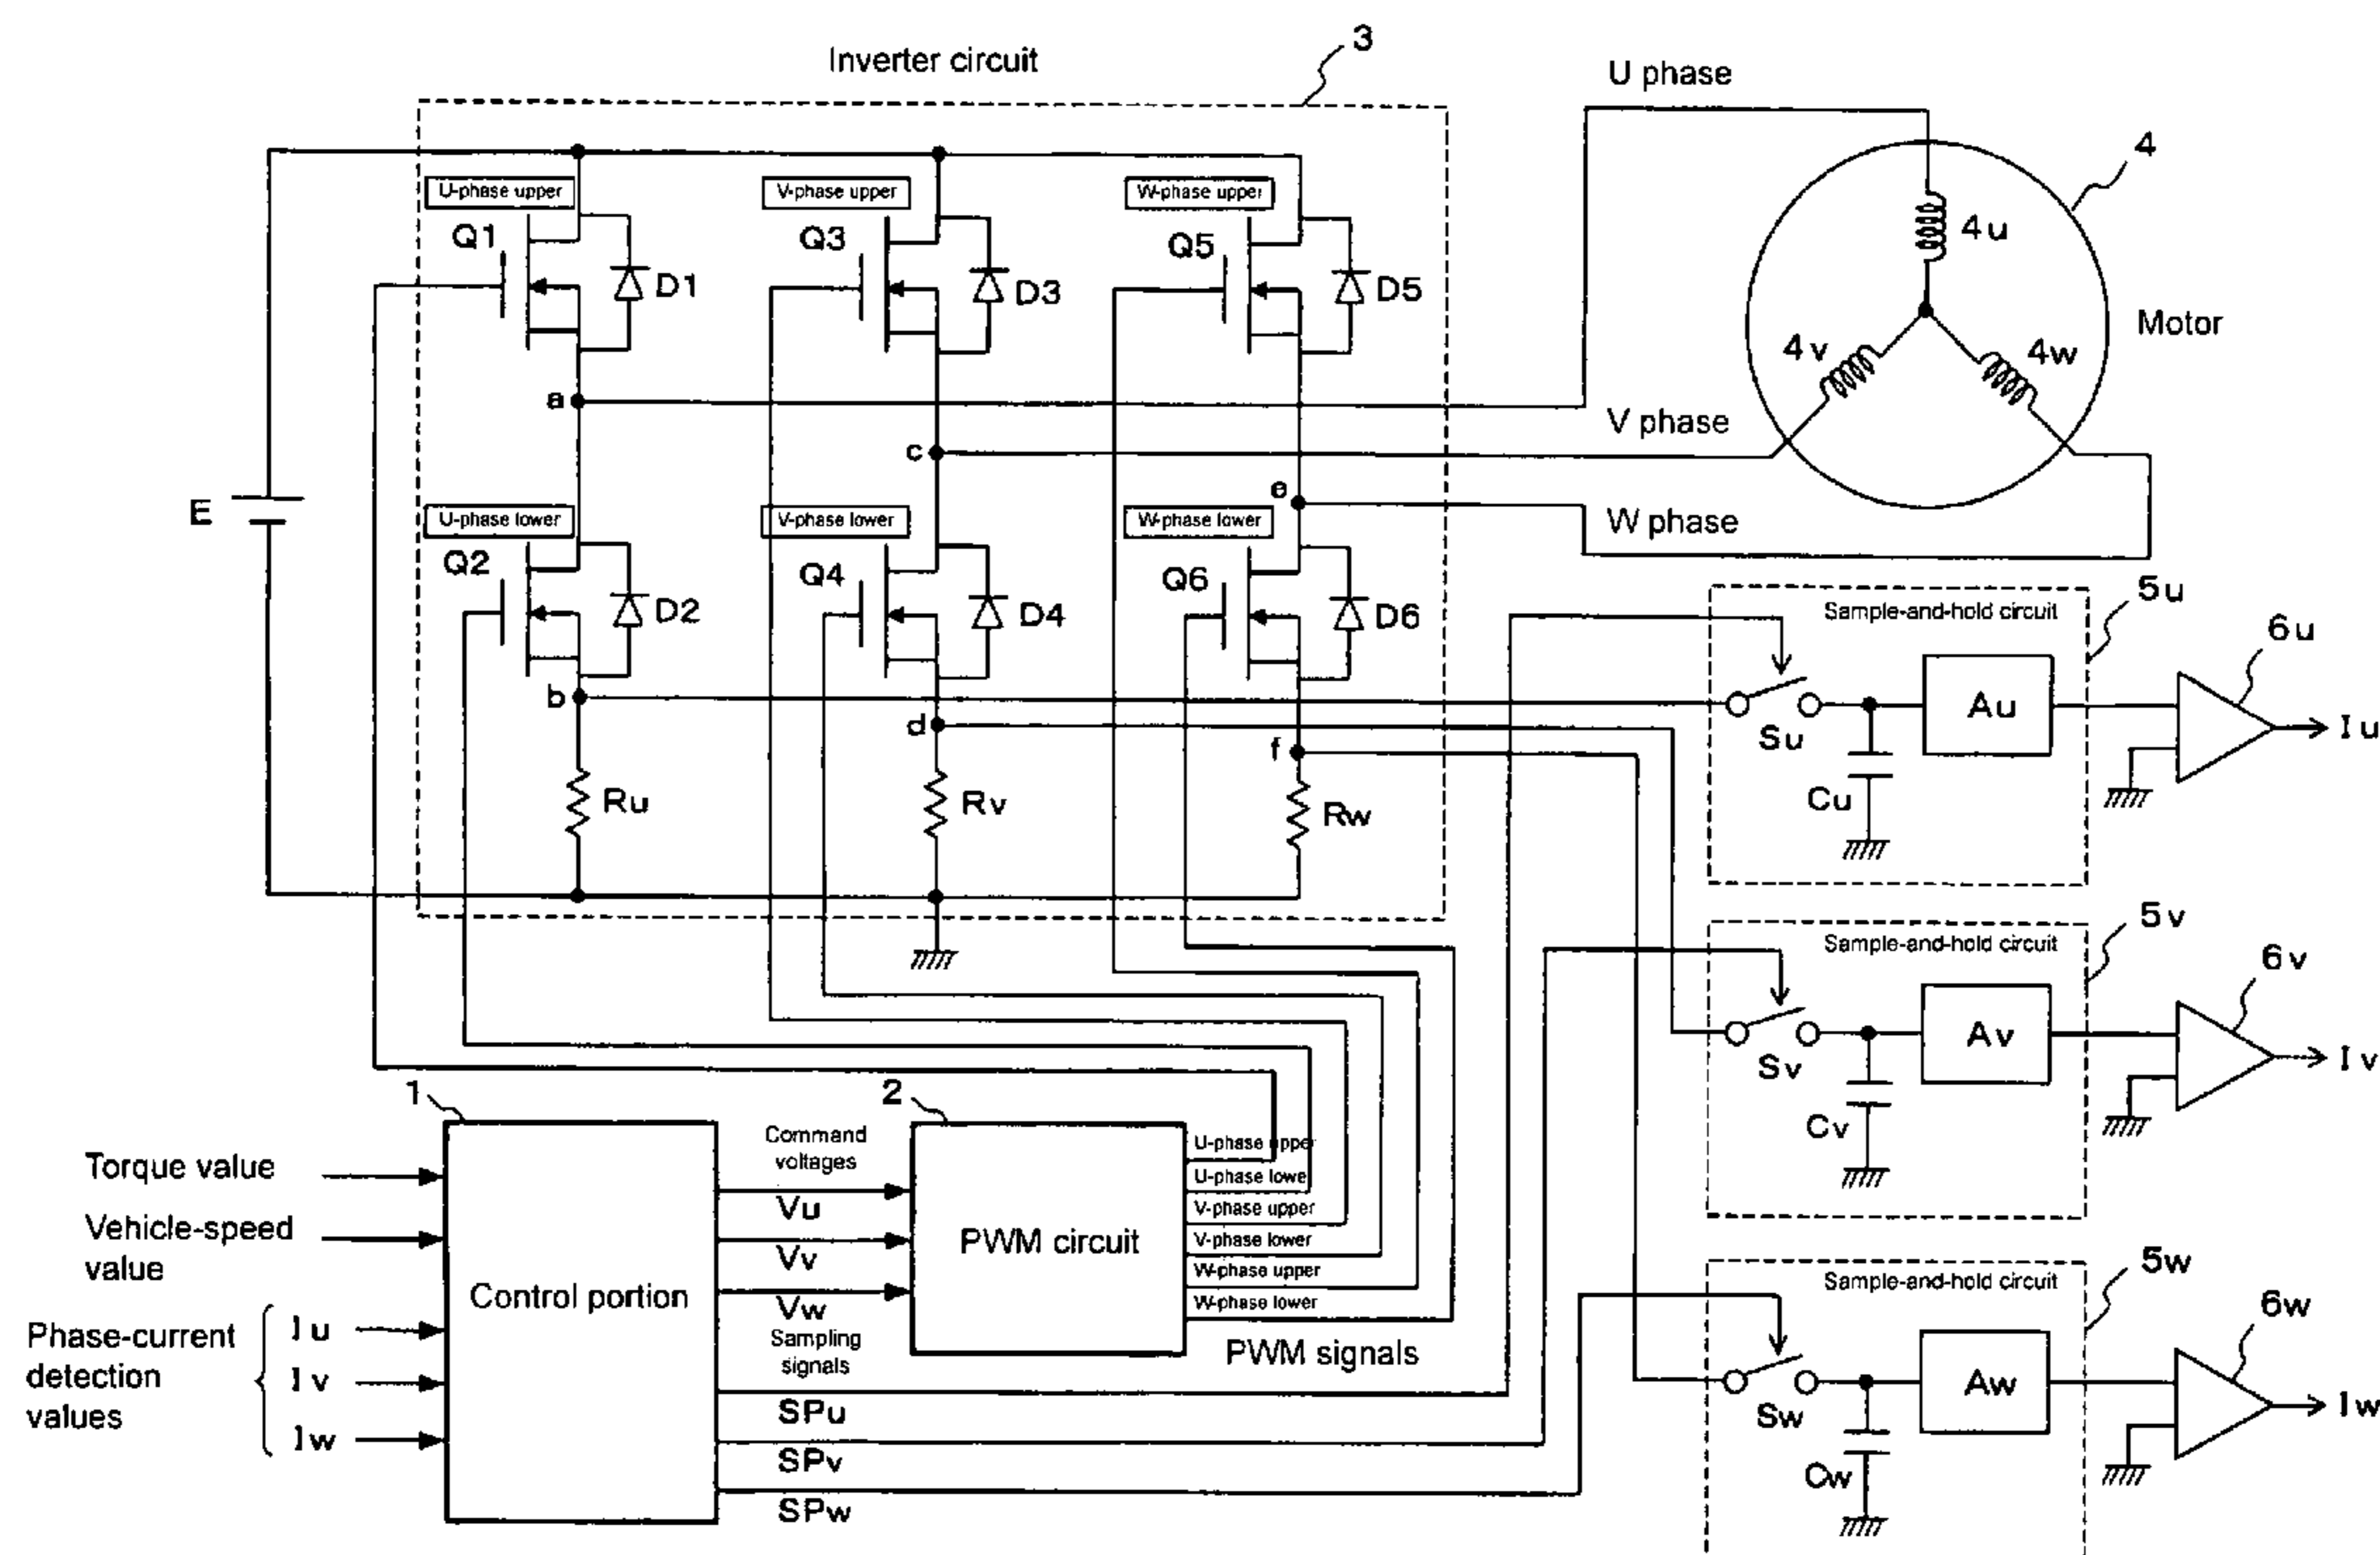 Inverter circuit
3
U phase
4
U-phase upper
V-phase upper
W-phase upper
Q1
Q3
Q5
4u
D1
D3
D5
Motor
4v
4w
a
V phase
c
e
E
U-phase lower
V-phase lower
W-phase lower
W phase
Q2
Q4
Q6
5u
Sample-and-hold circuit
D2
D4
D6
6u
b
Au
d
Su
Iu
f
Cu
Ru
Rv
Rw
5v
Sample-and-hold circuit
6v
Av
Sv
Iv
1
2
Cv
Command
voltages
U-phase upper
Torque value
U-phase lowe
Vu
V-phase upper
Vehicle-speed
value
PWM circuit
V-phase lower
Vv
5w
W-phase upper
Sample-and-hold circuit
Control portion
W-phase lower
Vw
6w
Phase-current
detection
values
Iu
Sampling
signals
PWM signals
Iv
Aw
SPu
Sw
Iw
Iw
SPv
Cw
SPw